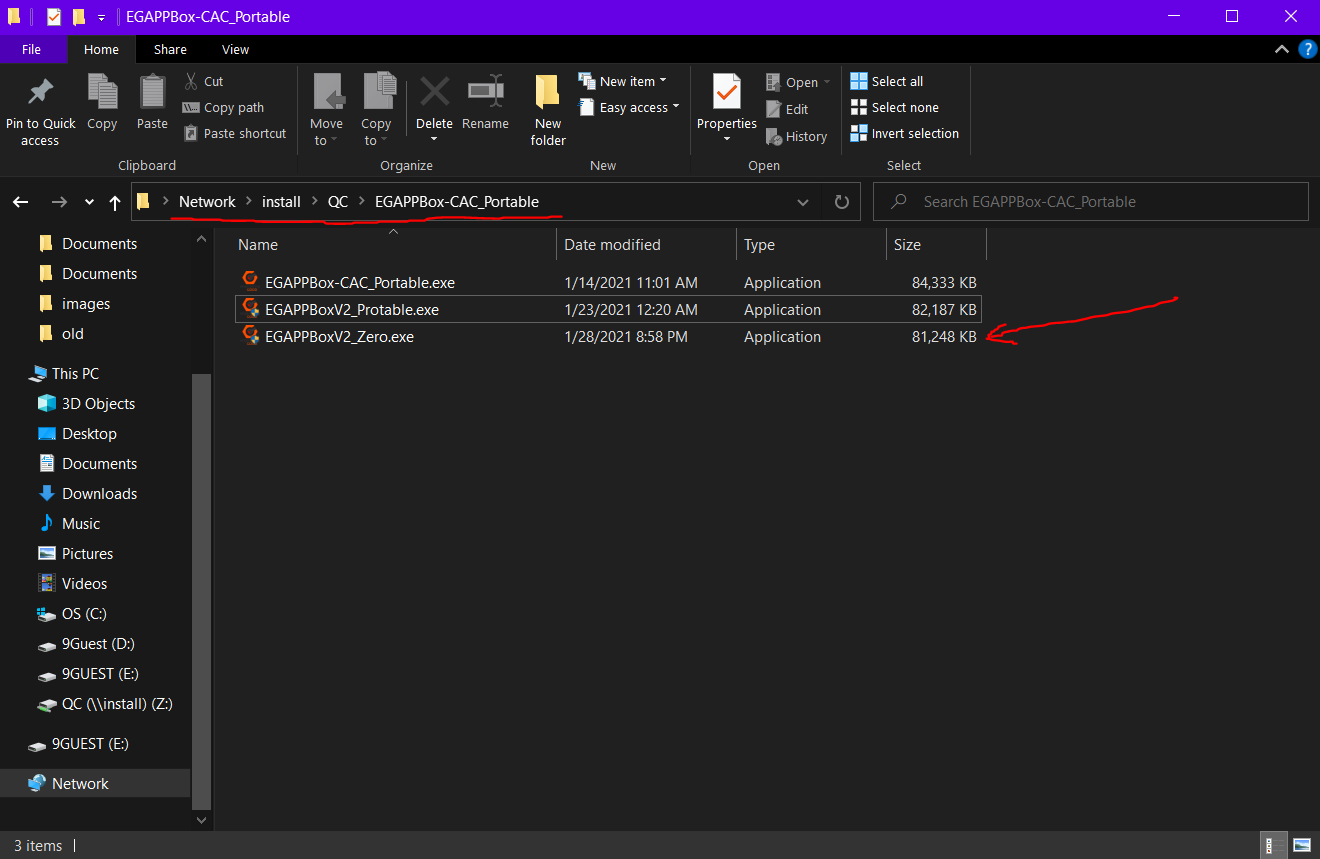 EGAPPBox-CAC_Portable
File Home Share View
Pin to Quick access
Copy
Paste
Cut
Copy path
Paste shortcut
Clipboard
Move to
Copy to
Delete
Rename
Organize
New folder
New item
Easy access
New
Properties
Open
Edit
History
Open
Select all
Select none
Invert selection
Select
Network > install > QC > EGAPPBox-CAC_Portable
Search EGAPPBox-CAC_Portable
Documents
Documents
images
old
This PC
3D Objects
Desktop
Documents
Downloads
Music
Pictures
Videos
OS (C:)
9Guest (D:)
9GUEST (E:)
QC (\\install) (Z:)
9GUEST (E:)
Network
Name Date modified Type Size
EGAPPBox-CAC_Portable.exe 1/14/2021 11:01 AM Application 84,333 KB
EGAPPBoxV2_Protable.exe 1/23/2021 12:20 AM Application 82,187 KB
EGAPPBoxV2_Zero.exe 1/28/2021 8:58 PM Application 81,248 KB
3 items